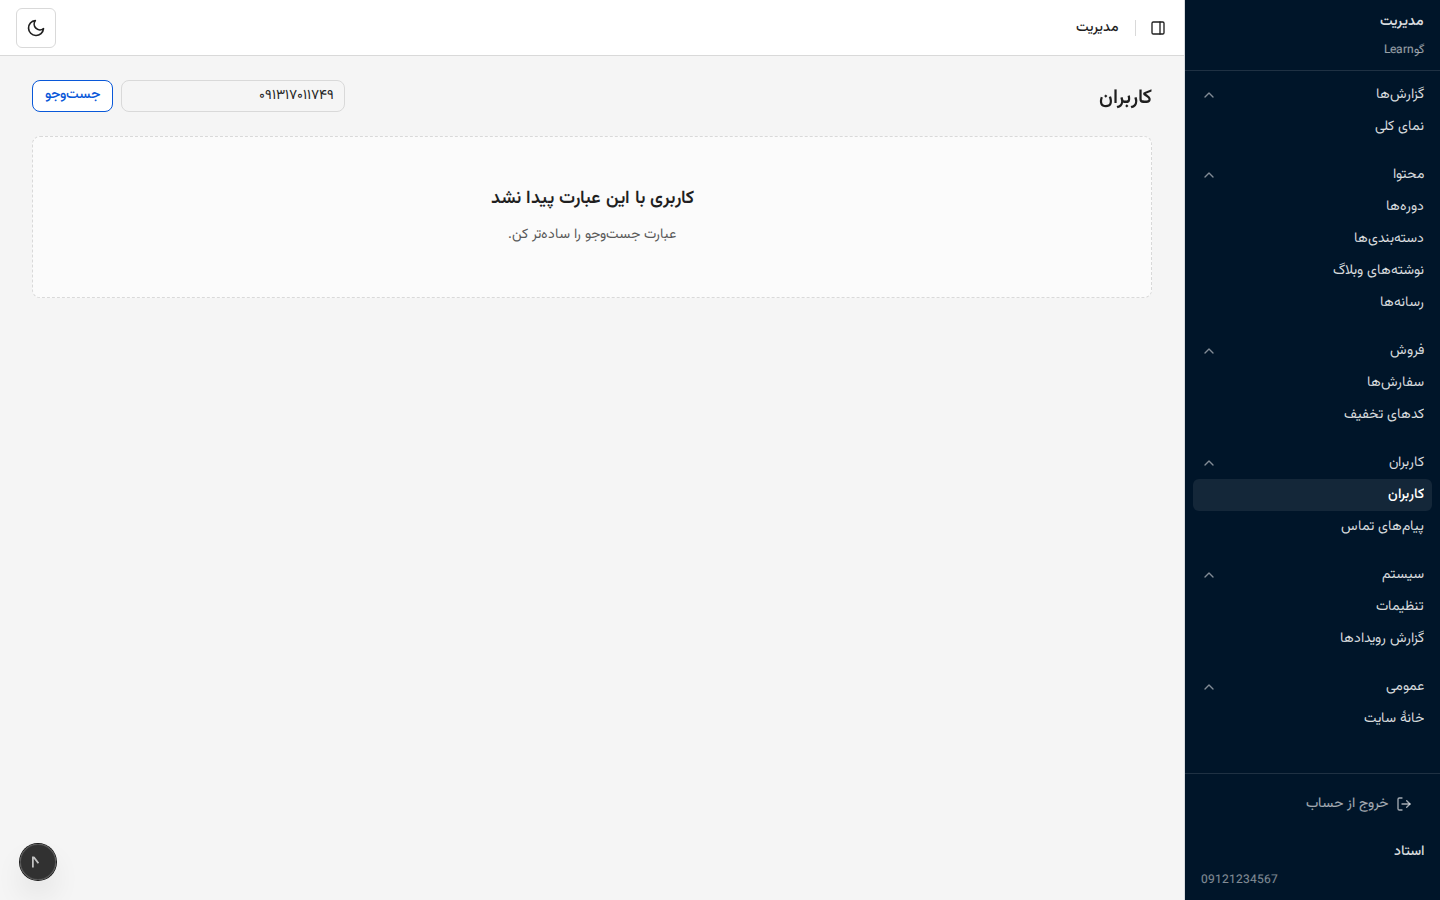 مدیریت
گوLearn
گزارش‌ها
نمای کلی
محتوا
دوره‌ها
دسته‌بندی‌ها
نوشته‌های وبلاگ
رسانه‌ها
فروش
سفارش‌ها
کدهای تخفیف
کاربران
کاربران
پیام‌های تماس
سیستم
تنظیمات
گزارش رویدادها
عمومی
خانهٔ سایت
خروج از حساب
استاد
09121234567
مدیریت
کاربران
۰۹۱۳۱۷۰۱۱۷۴۹
جست‌وجو
کاربری با این عبارت پیدا نشد
عبارت جست‌وجو را ساده‌تر کن.